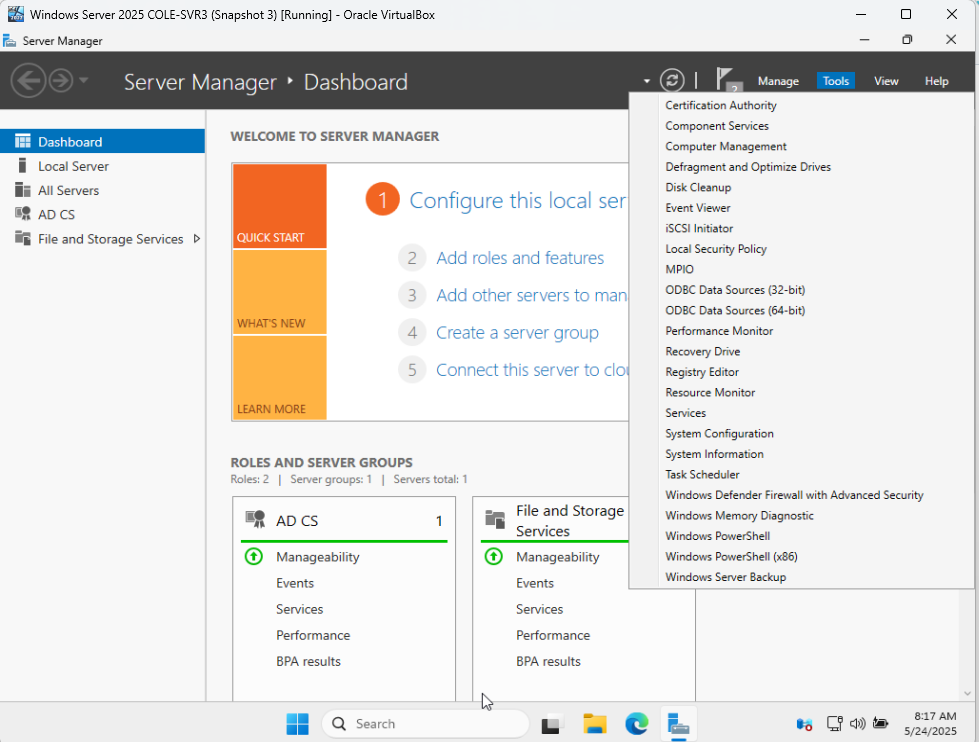 Windows Server 2025 COLE-SVR3 (Snapshot 3) [Running] - Oracle VirtualBox
Server Manager
Server Manager ‣ Dashboard
2
Manage
Tools
View
Help
Dashboard
Local Server
All Servers
AD CS
File and Storage Services
WELCOME TO SERVER MANAGER
QUICK START
WHAT'S NEW
LEARN MORE
1 Configure this local ser
2 Add roles and features
3 Add other servers to man
4 Create a server group
5 Connect this server to clou
ROLES AND SERVER GROUPS
Roles: 2 | Server groups: 1 | Servers total: 1
AD CS 1
Manageability
Events
Services
Performance
BPA results
File and Storage
Services
Manageability
Events
Services
Performance
BPA results
Certification Authority
Component Services
Computer Management
Defragment and Optimize Drives
Disk Cleanup
Event Viewer
iSCSI Initiator
Local Security Policy
MPIO
ODBC Data Sources (32-bit)
ODBC Data Sources (64-bit)
Performance Monitor
Recovery Drive
Registry Editor
Resource Monitor
Services
System Configuration
System Information
Task Scheduler
Windows Defender Firewall with Advanced Security
Windows Memory Diagnostic
Windows PowerShell
Windows PowerShell (x86)
Windows Server Backup
Search
8:17 AM
5/24/2025